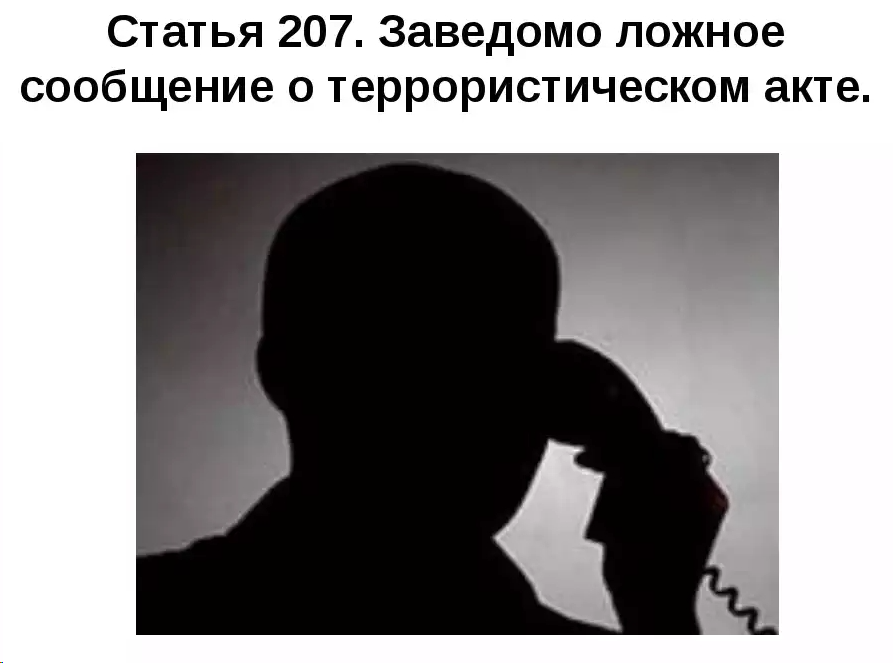 Статья 207. Заведомо ложное
сообщение о террористическом акте.